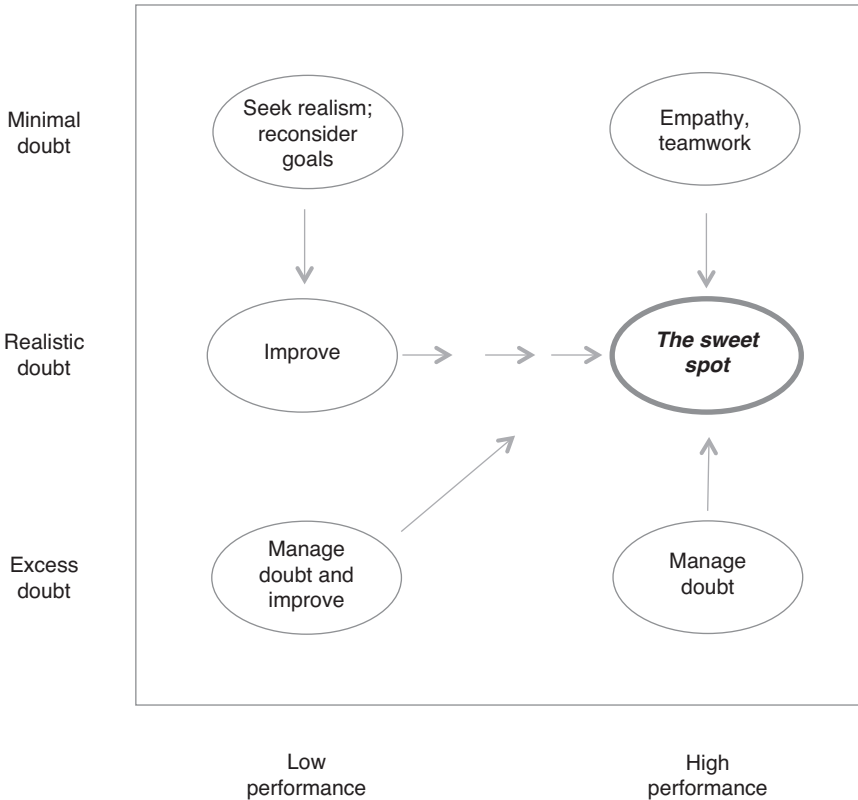 Minimal
doubt
Seek realism;
reconsider
goals
Empathy,
teamwork
Realistic
doubt
Improve
The sweet
spot
Excess
doubt
Manage
doubt and
improve
Manage
doubt
Low
performance
High
performance